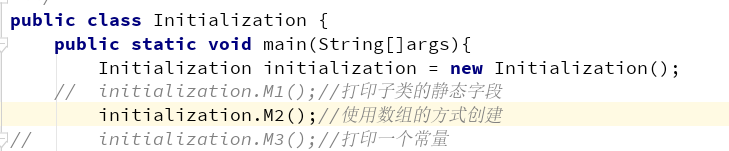 public class Initialization {
public static void main(String[]args){
Initialization initialization = new Initialization();
// initialization.M1();//打印子类的静态字段
initialization.M2();//使用数组的方式创建
// initialization.M3();//打印一个常量